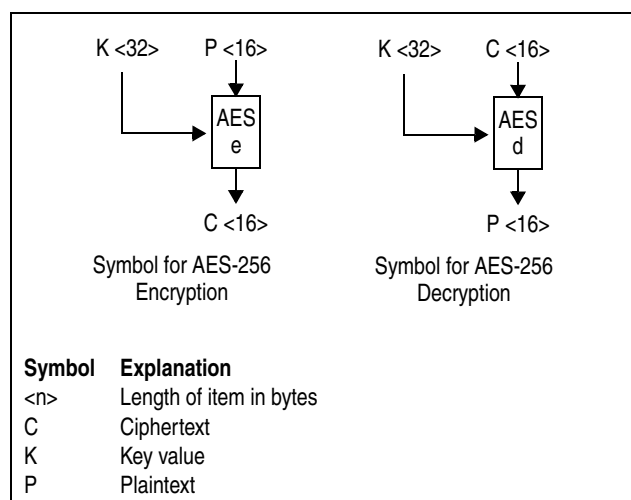 K <32> P <16> K <32> C <16>
AES AES
e d
C <16> P <16>
Symbol for AES-256 Symbol for AES-256
Encryption Decryption
Symbol Explanation
<n> Length of item in bytes
C Ciphertext
K Key value
P Plaintext